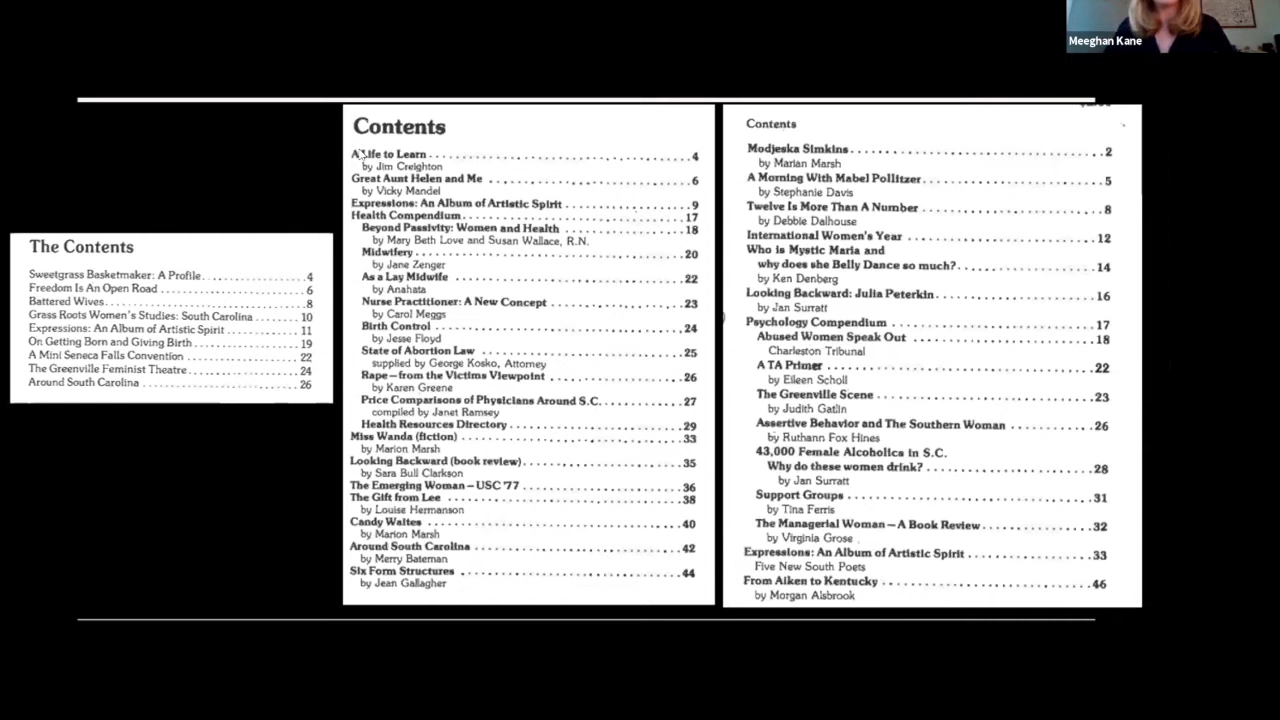 Meeghan Kane
The Contents
Sweetgrass Basketmaker: A Profile 4
Freedom Is An Open Road 6
Battered Wives 8
Grass Roots Women's Studies: South Carolina 10
Expressions: An Album of Artistic Spirit 11
On Getting Born and Giving Birth 19
A Mini Seneca Falls Convention 22
The Greenville Feminist Theatre 24
Around South Carolina 26
Contents
A Life to Learn 4
by Jim Creighton
Great Aunt Helen and Me 6
by Vicky Mandel
Expressions: An Album of Artistic Spirit 9
Health Compendium 17
Beyond Passivity: Women and Health 18
by Mary Beth Love and Susan Wallace, R.N.
Midwifery 20
by Jane Zenger
As a Lay Midwife 22
by Anahata
Nurse Practitioner: A New Concept 23
by Carol Meggs
Birth Control 24
by Jesse Floyd
State of Abortion Law 25
supplied by George Kosko, Attorney
Rape—from the Victims Viewpoint 26
by Karen Greene
Price Comparisons of Physicians Around S.C. 27
compiled by Janet Ramsey
Health Resources Directory 29
Miss Wanda (fiction) 33
by Marion Marsh
Looking Backward (book review) 35
by Sara Bull Clarkson
The Emerging Woman—USC '77 36
The Gift from Lee 38
by Louise Hermanson
Candy Waites 40
by Marion Marsh
Around South Carolina 42
by Merry Bateman
Six Form Structures 44
by Jean Gallagher
Contents
Modjeska Simkins 2
by Marian Marsh
A Morning With Mabel Pollitzer 5
by Stephanie Davis
Twelve Is More Than A Number 8
by Debbie Dalhouse
International Women's Year 12
Who is Mystic Maria and
why does she Belly Dance so much? 14
by Ken Denberg
Looking Backward: Julia Peterkin 16
by Jan Surratt
Psychology Compendium 17
Abused Women Speak Out 18
Charleston Tribunal
A TA Primer 22
by Eileen Scholl
The Greenville Scene 23
by Judith Gatlin
Assertive Behavior and The Southern Woman 26
by Ruthann Fox Hines
43,000 Female Alcoholics in S.C.
Why do these women drink? 28
by Jan Surratt
Support Groups 31
by Tina Ferris
The Managerial Woman—A Book Review 32
by Virginia Grose
Expressions: An Album of Artistic Spirit 33
Five New South Poets
From Aiken to Kentucky 46
by Morgan Alsbrook